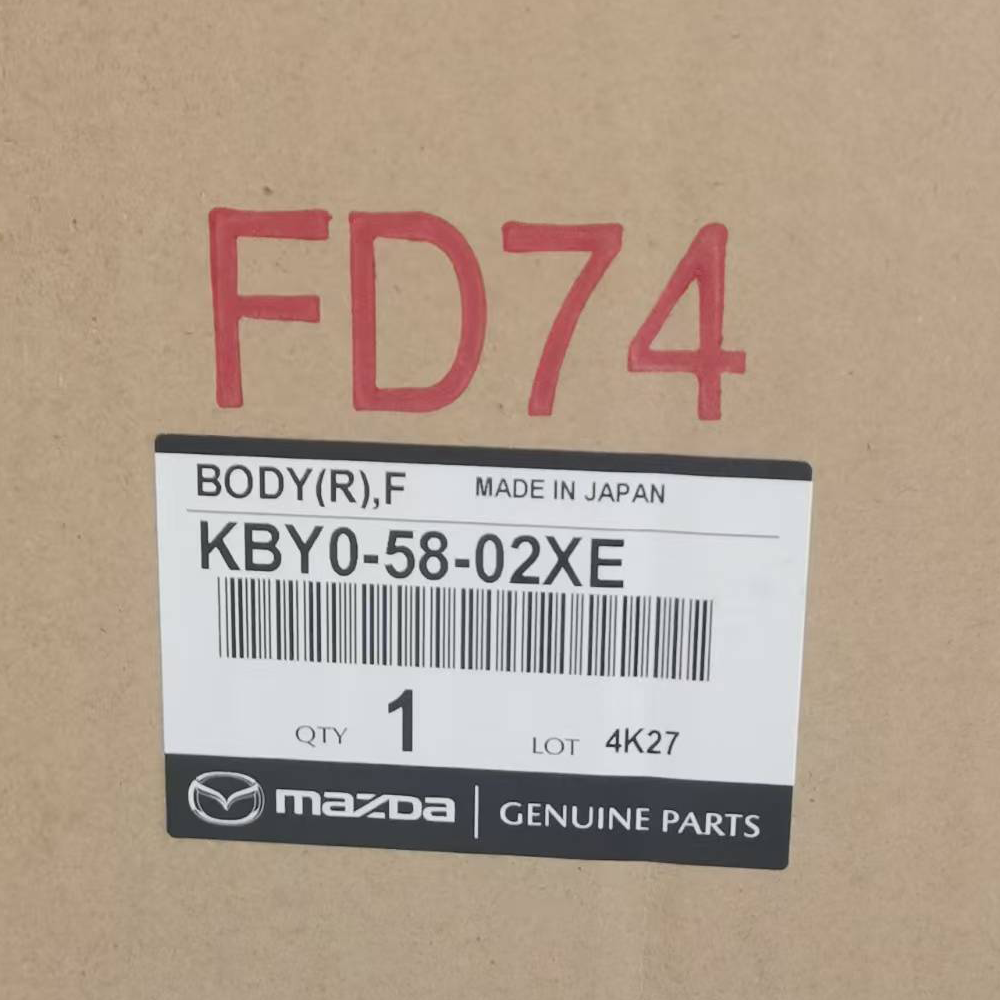 FD74
BODY(R),F MADE IN JAPAN
KBY0-58-02XE
QTY 1 LOT 4K27
mazda GENUINE PARTS